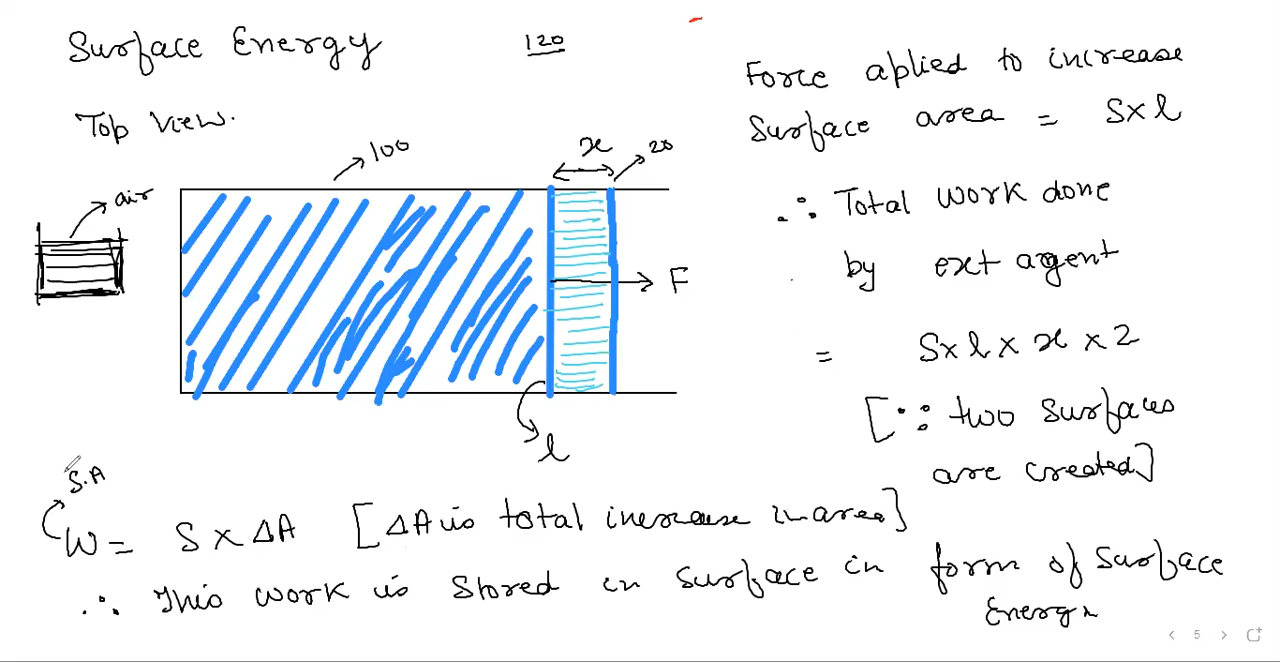 Surface Energy
120
Top View.
air
100
x
20
F
l
Force aplied to increase
Surface area = S×l
∴ Total work done
by ext agent
= S×l×x×2
[∵ two surfaces
are created]
S.A
W = S×ΔA [ΔA is total increase in area]
∴ This work is stored in surface in form of Surface
Energy
5